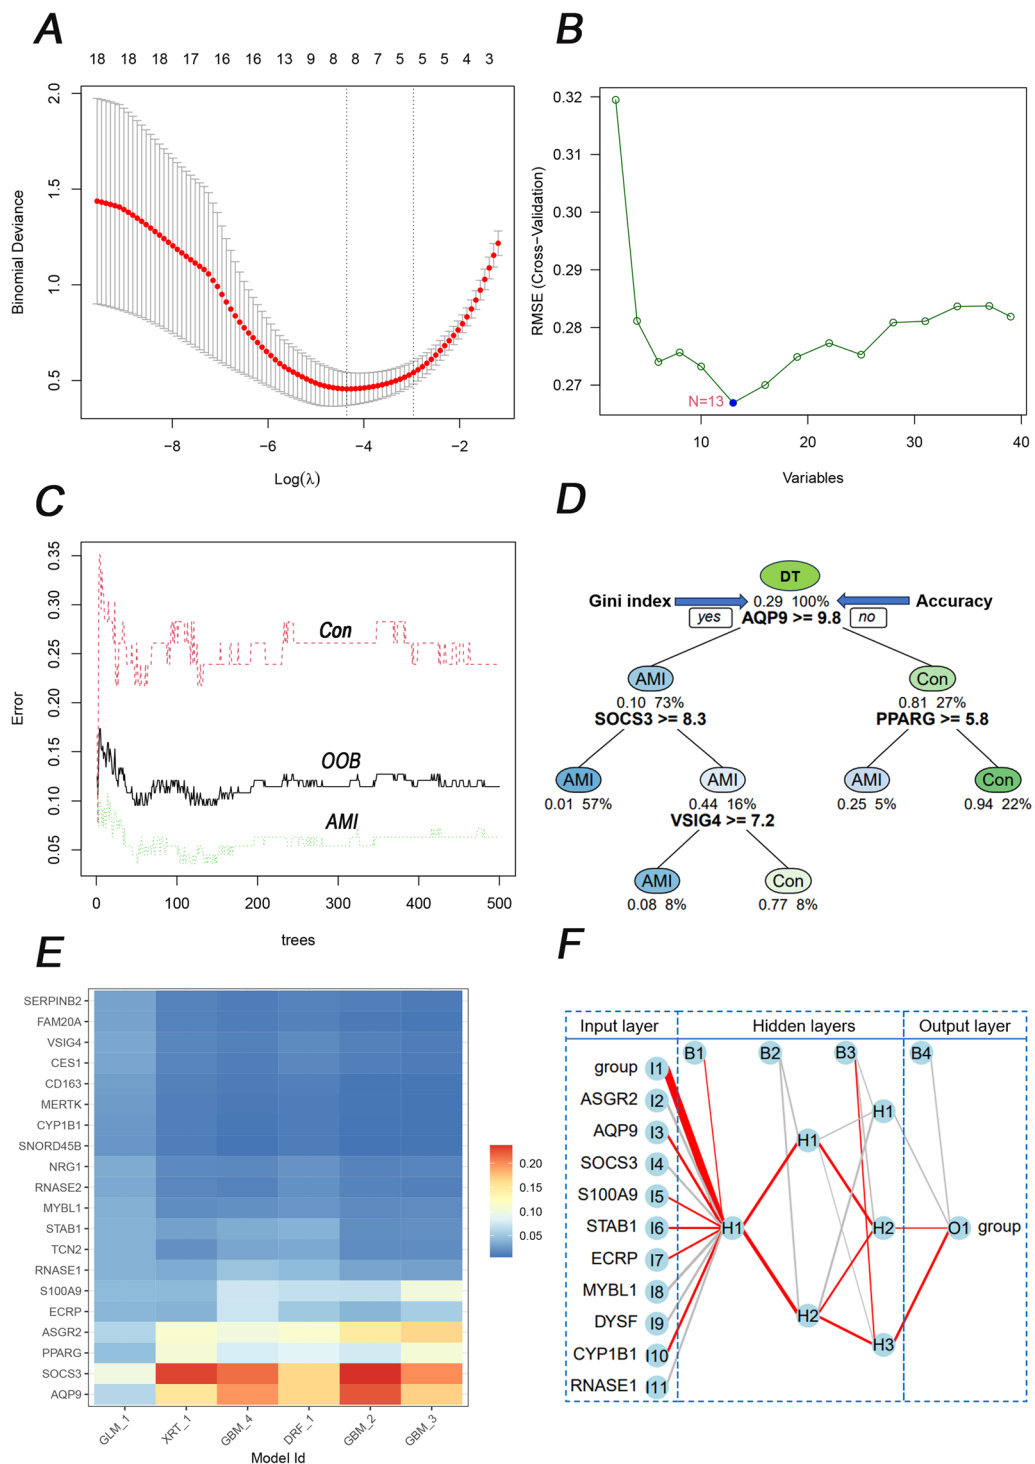 A
18 18 18 17 16 16 13 9 8 8 7 5 5 5 4 3
2.0
1.5
1.0
0.5
Binomial Deviance
−8 −6 −4 −2
Log(λ)
B
0.32
0.31
0.30
0.29
0.28
0.27
RMSE (Cross−Validation)
N=13
10 20 30 40
Variables
C
0.35
0.30
0.25
0.20
0.15
0.10
0.05
Error
Con
OOB
AMI
0 100 200 300 400 500
trees
D
DT
Gini index 0.29 100% Accuracy
yes AQP9 >= 9.8 no
AMI Con
0.10 73% 0.81 27%
SOCS3 >= 8.3 PPARG >= 5.8
AMI AMI AMI Con
0.01 57% 0.44 16% 0.25 5% 0.94 22%
VSIG4 >= 7.2
AMI Con
0.08 8% 0.77 8%
E
SERPINB2
FAM20A
VSIG4
CES1
CD163
MERTK
CYP1B1
SNORD45B
NRG1
RNASE2
MYBL1
STAB1
TCN2
RNASE1
S100A9
ECRP
ASGR2
PPARG
SOCS3
AQP9
GLM_1 XRT_1 GBM_4 DRF_1 GBM_2 GBM_3
Model Id
0.20
0.15
0.10
0.05
F
Input layer Hidden layers Output layer
B1 B2 B3 B4
group I1
ASGR2 I2
AQP9 I3
SOCS3 I4
S100A9 I5
STAB1 I6
ECRP I7
MYBL1 I8
DYSF I9
CYP1B1 I10
RNASE1 I11
H1
H1
H2
H1
H2
H3
O1 group